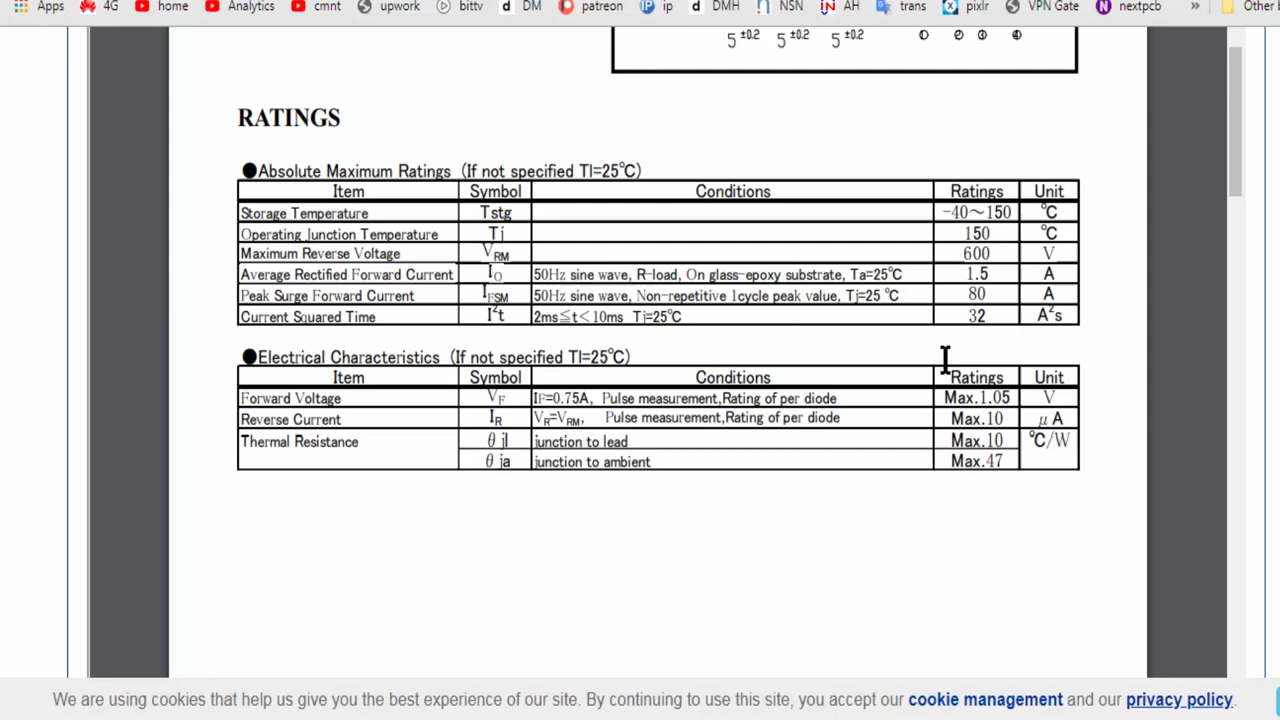 Apps 4G home Analytics cmnt upwork bittv DM patreon ip DMH NSN AH trans pixlr VPN Gate nextpcb » Other b
5 ±0.2 5 ±0.2 5 ±0.2 ① ② ③ ④
RATINGS
●Absolute Maximum Ratings (If not specified Tl=25℃)
Item Symbol Conditions Ratings Unit
Storage Temperature Tstg -40～150 ℃
Operating Junction Temperature Tj 150 ℃
Maximum Reverse Voltage VRM 600 V
Average Rectified Forward Current IO 50Hz sine wave, R-load, On glass-epoxy substrate, Ta=25℃ 1.5 A
Peak Surge Forward Current IFSM 50Hz sine wave, Non-repetitive 1cycle peak value, Tj=25 ℃ 80 A
Current Squared Time I²t 2ms≦t<10ms Tj=25℃ 32 A²s
●Electrical Characteristics (If not specified Tl=25℃)
Item Symbol Conditions Ratings Unit
Forward Voltage VF IF=0.75A, Pulse measurement,Rating of per diode Max.1.05 V
Reverse Current IR VR=VRM, Pulse measurement,Rating of per diode Max.10 μA
Thermal Resistance θjl junction to lead Max.10 ℃/W
θja junction to ambient Max.47
We are using cookies that help us give you the best experience of our site. By continuing to use this site, you accept our cookie management and our privacy policy.